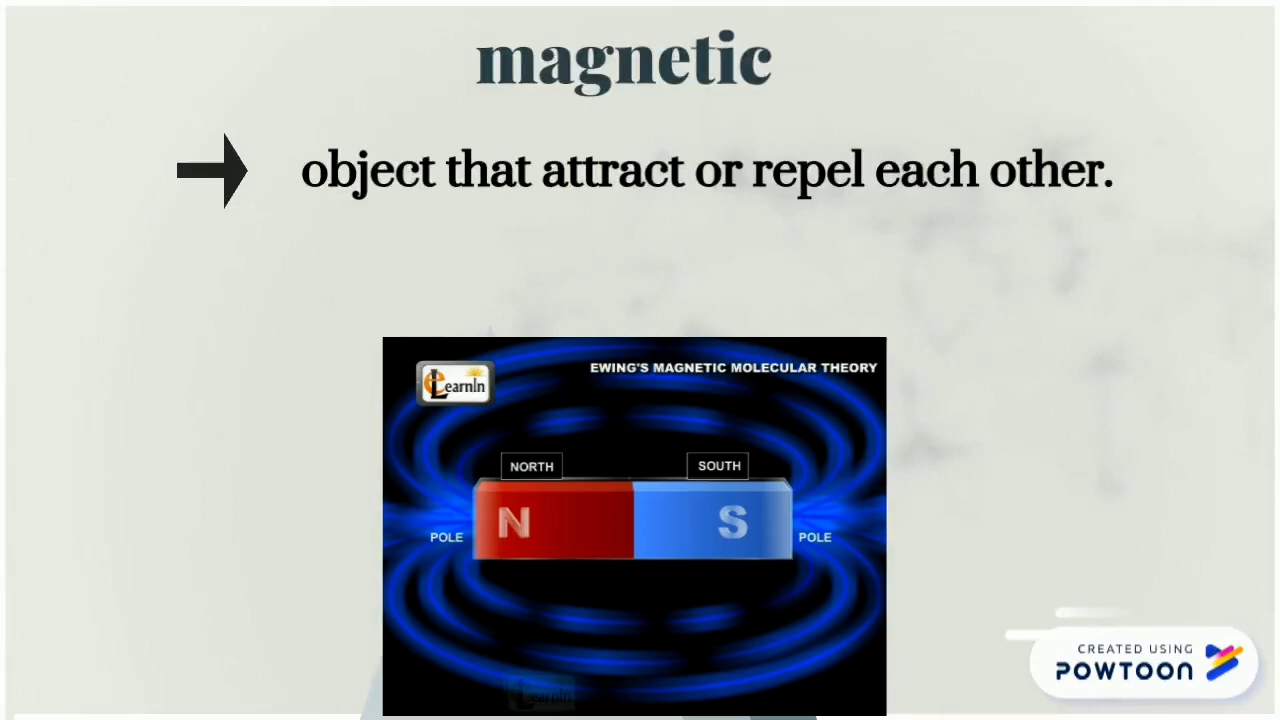 magnetic
object that attract or repel each other.
eLearnIn
EWING'S MAGNETIC MOLECULAR THEORY
NORTH
SOUTH
N
S
POLE
POLE
LearnIn
CREATED USING
POWTOON